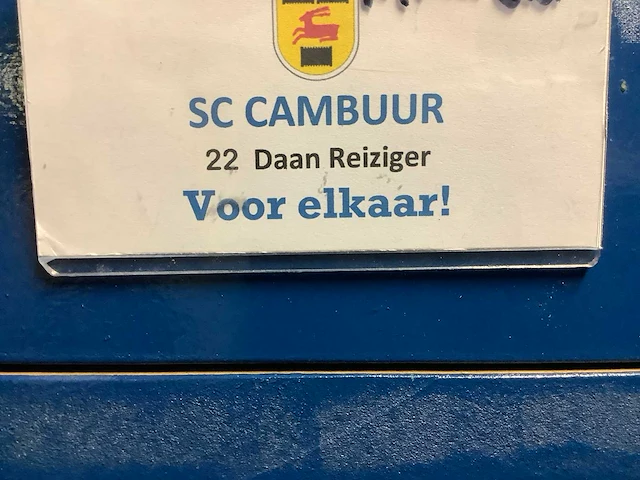 SC CAMBUUR
22 Daan Reiziger
Voor elkaar!